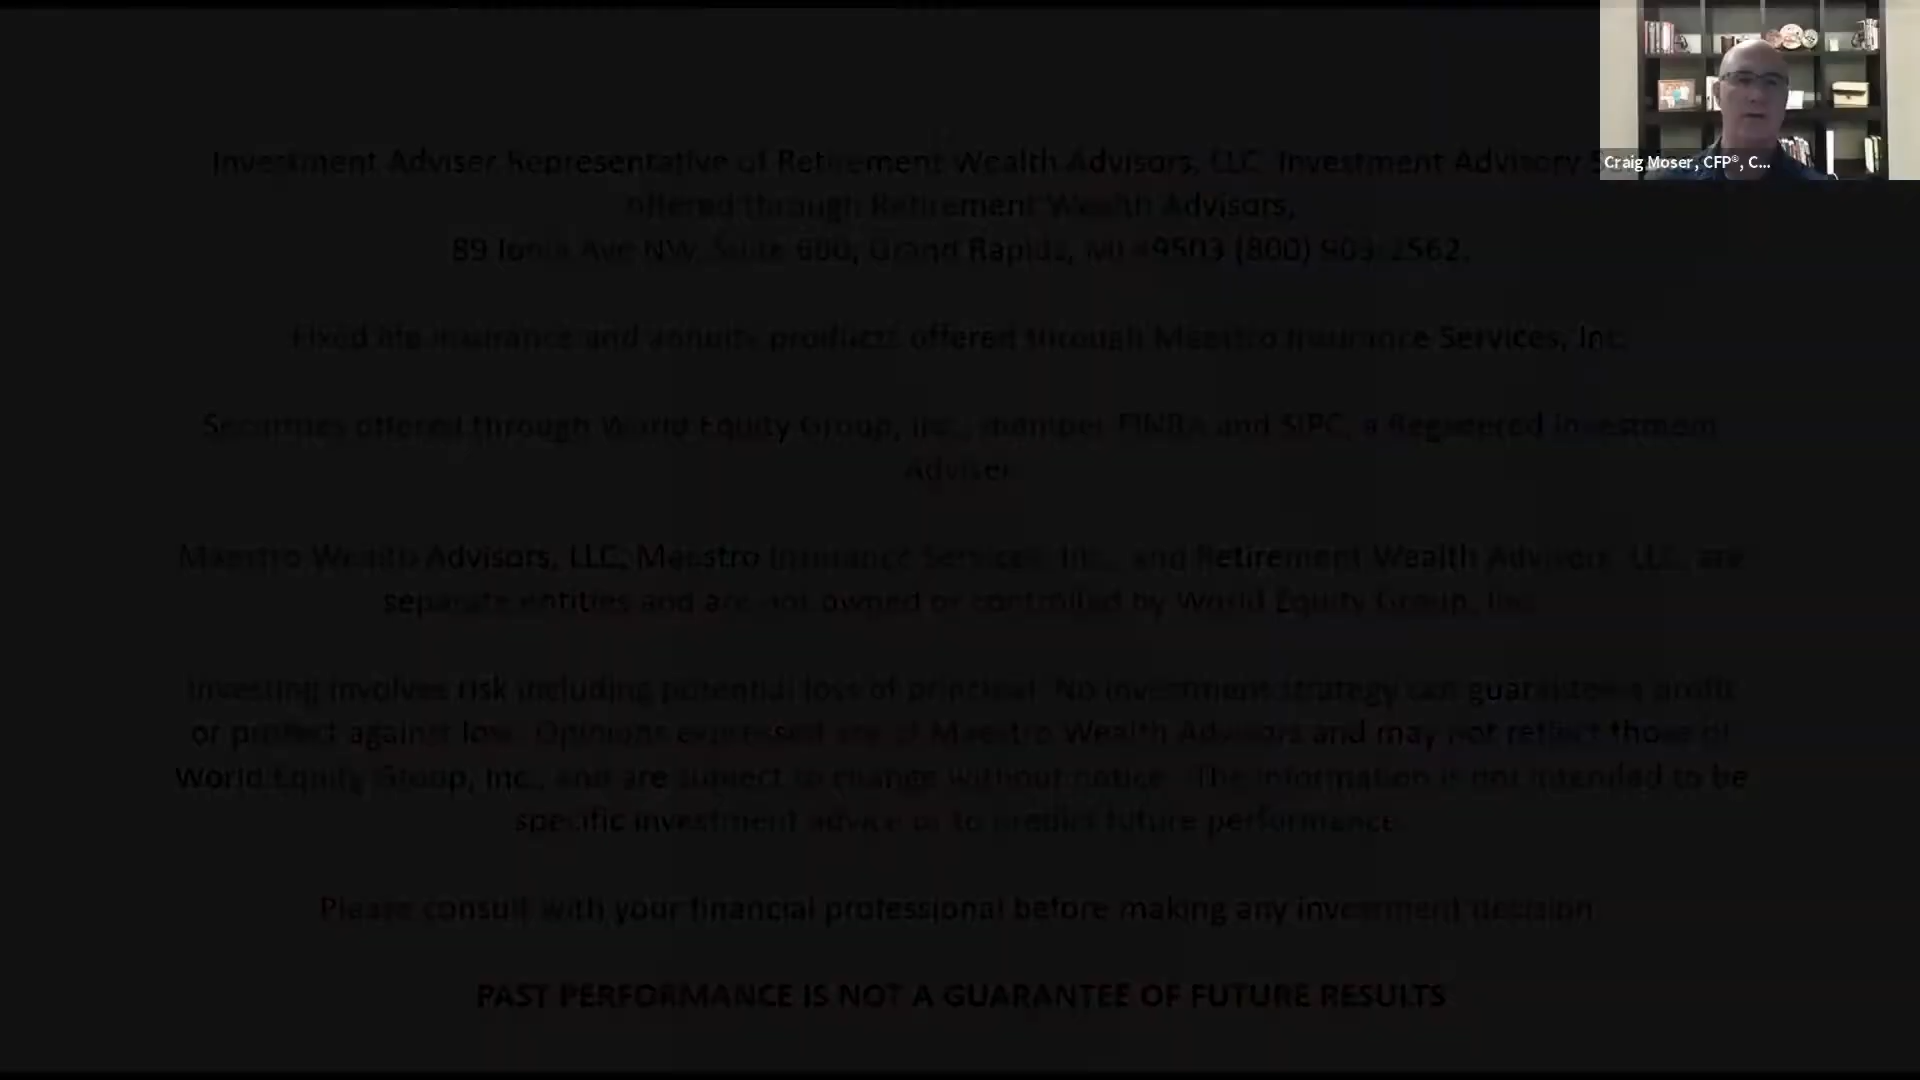 Investment Adviser Representative of Retirement Wealth Advisors, LLC. Investment Advisory
offered through Retirement Wealth Advisors,
89 Ionia Ave NW, Suite 600, Grand Rapids, MI 49503 (800) 903-2562.
Fixed life insurance and annuity products offered through Maestro Insurance Services, Inc.
Securities offered through World Equity Group, Inc., member FINRA and SIPC, a Registered Investment
Adviser.
Maestro Wealth Advisors, LLC, Maestro Insurance Services, Inc., and Retirement Wealth Advisors, LLC, are
separate entities and are not owned or controlled by World Equity Group, Inc.
Investing involves risk including potential loss of principal. No investment strategy can guarantee a profit
or protect against loss. Opinions expressed are of Maestro Wealth Advisors and may not reflect those of
World Equity Group, Inc., and are subject to change without notice. The information is not intended to be
specific investment advice or to predict future performance.
Please consult with your financial professional before making any investment decision
PAST PERFORMANCE IS NOT A GUARANTEE OF FUTURE RESULTS
Craig Moser, CFP®, C...